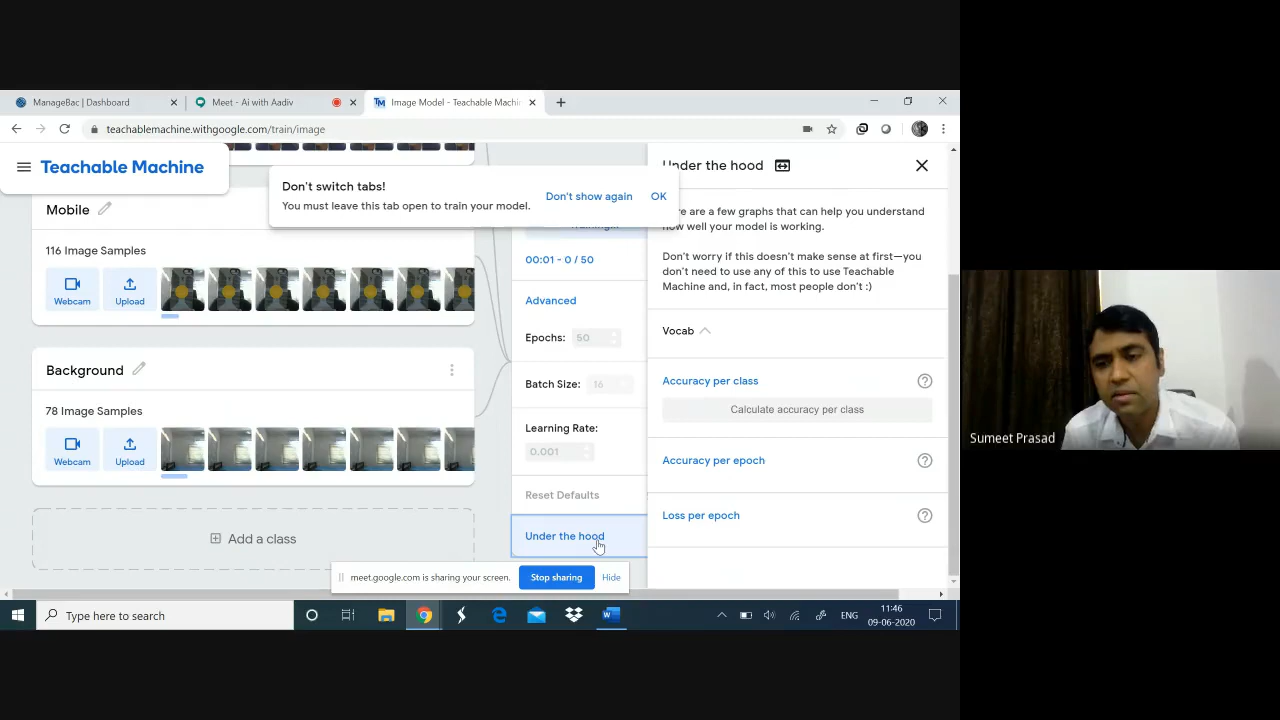 ManageBac | Dashboard
Meet - Ai with Aadiv
Image Model - Teachable Machin
teachablemachine.withgoogle.com/train/image
Teachable Machine
Don't switch tabs!
You must leave this tab open to train your model.
Don't show again
OK
Mobile
116 Image Samples
Webcam
Upload
Background
78 Image Samples
Webcam
Upload
Add a class
00:01 - 0 / 50
Advanced
Epochs: 50
Batch Size: 16
Learning Rate:
0.001
Reset Defaults
Under the hood
Under the hood
are a few graphs that can help you understand
how well your model is working.
Don't worry if this doesn't make sense at first—you
don't need to use any of this to use Teachable
Machine and, in fact, most people don't :)
Vocab
Accuracy per class
Calculate accuracy per class
Accuracy per epoch
Loss per epoch
meet.google.com is sharing your screen.
Stop sharing
Hide
Type here to search
ENG
11:46
09-06-2020
Sumeet Prasad